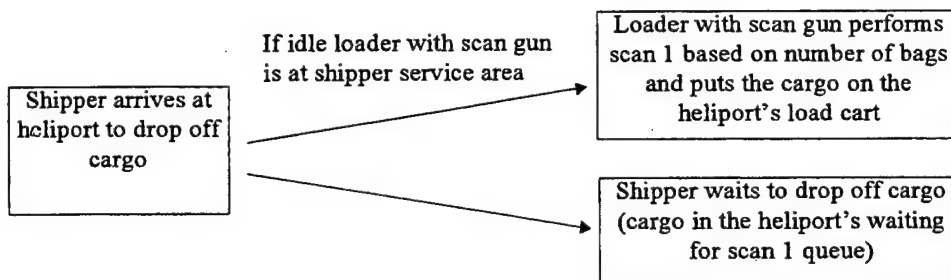 Shipper arrives at
heliport to drop off
cargo
If idle loader with scan gun
is at shipper service area
Loader with scan gun performs
scan 1 based on number of bags
and puts the cargo on the
heliport's load cart
Shipper waits to drop off cargo
(cargo in the heliport's waiting
for scan 1 queue)